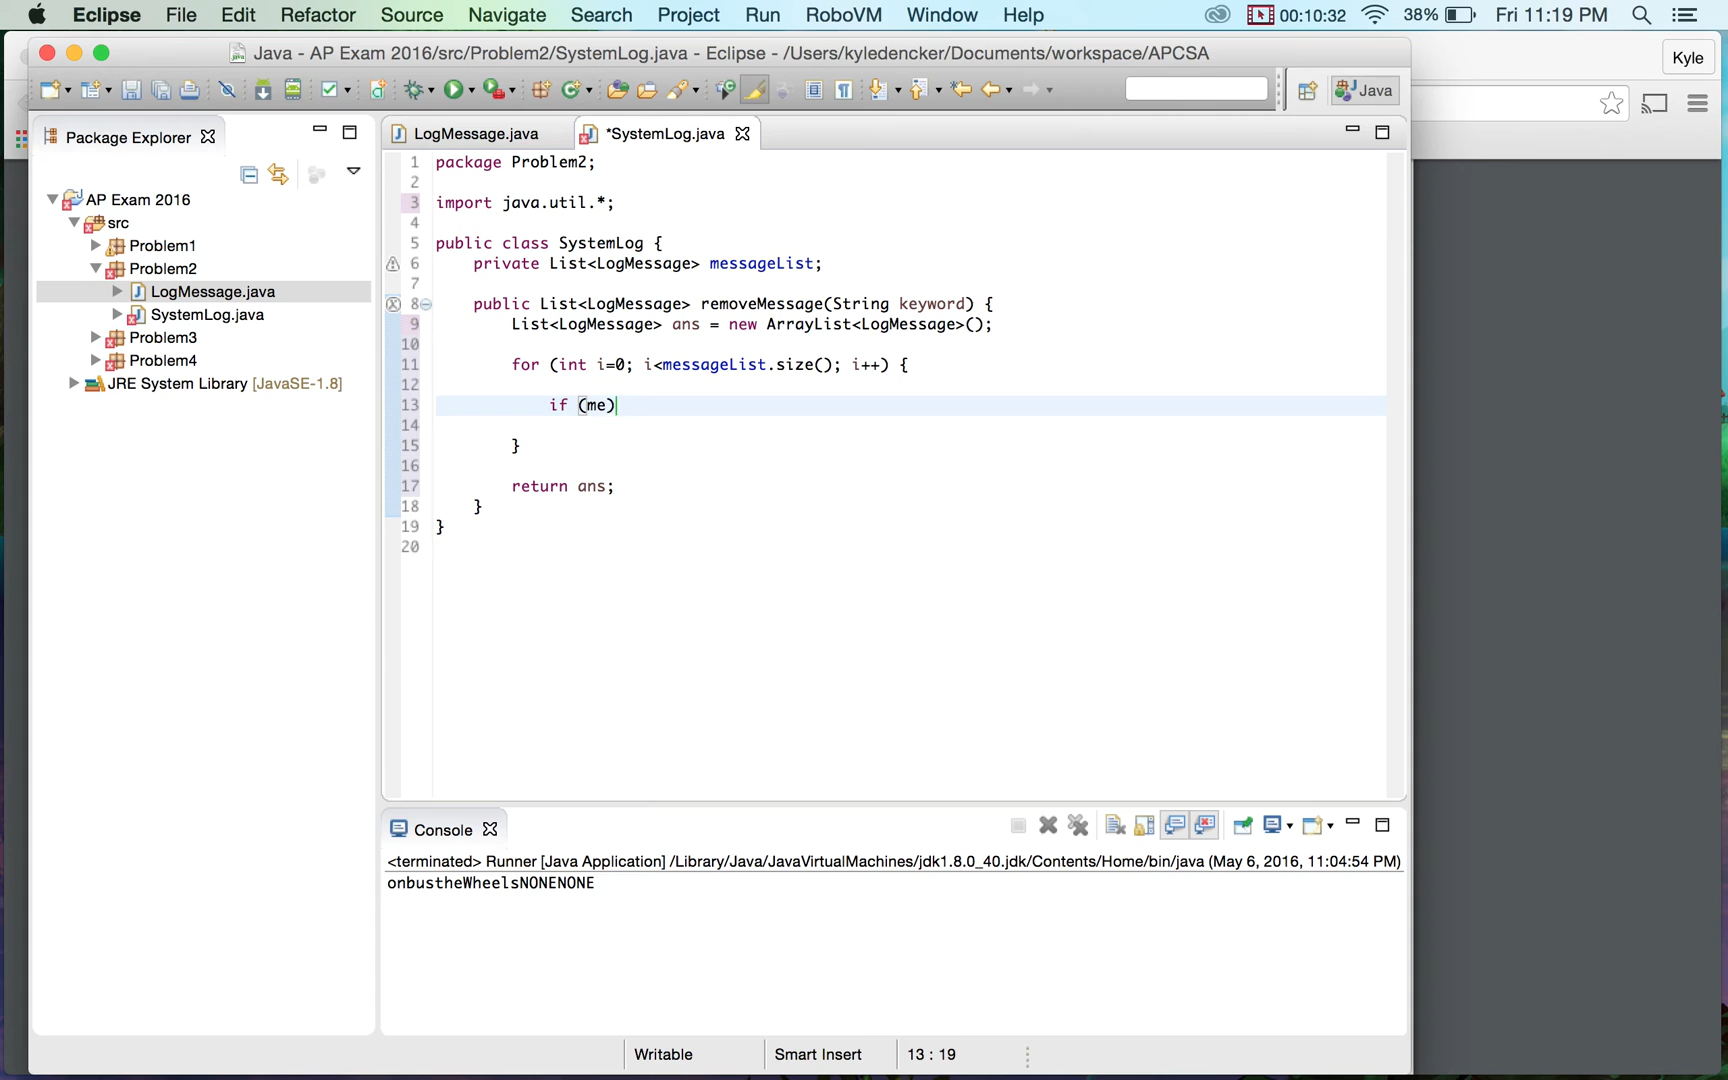 Eclipse File Edit Refactor Source Navigate Search Project Run RoboVM Window Help 00:10:32 38% Fri 11:19 PM
Java - AP Exam 2016/src/Problem2/SystemLog.java - Eclipse - /Users/kyledencker/Documents/workspace/APCSA
Kyle
Java
Package Explorer
LogMessage.java *SystemLog.java
AP Exam 2016
src
Problem1
Problem2
LogMessage.java
SystemLog.java
Problem3
Problem4
JRE System Library [JavaSE-1.8]
1 package Problem2;
2
3 import java.util.*;
4
5 public class SystemLog {
6 private List<LogMessage> messageList;
7
8 public List<LogMessage> removeMessage(String keyword) {
9 List<LogMessage> ans = new ArrayList<LogMessage>();
10
11 for (int i=0; i<messageList.size(); i++) {
12
13 if (me)
14
15 }
16
17 return ans;
18 }
19 }
20
Console
<terminated> Runner [Java Application] /Library/Java/JavaVirtualMachines/jdk1.8.0_40.jdk/Contents/Home/bin/java (May 6, 2016, 11:04:54 PM)
onbustheWheelsNONENONE
Writable Smart Insert 13 : 19